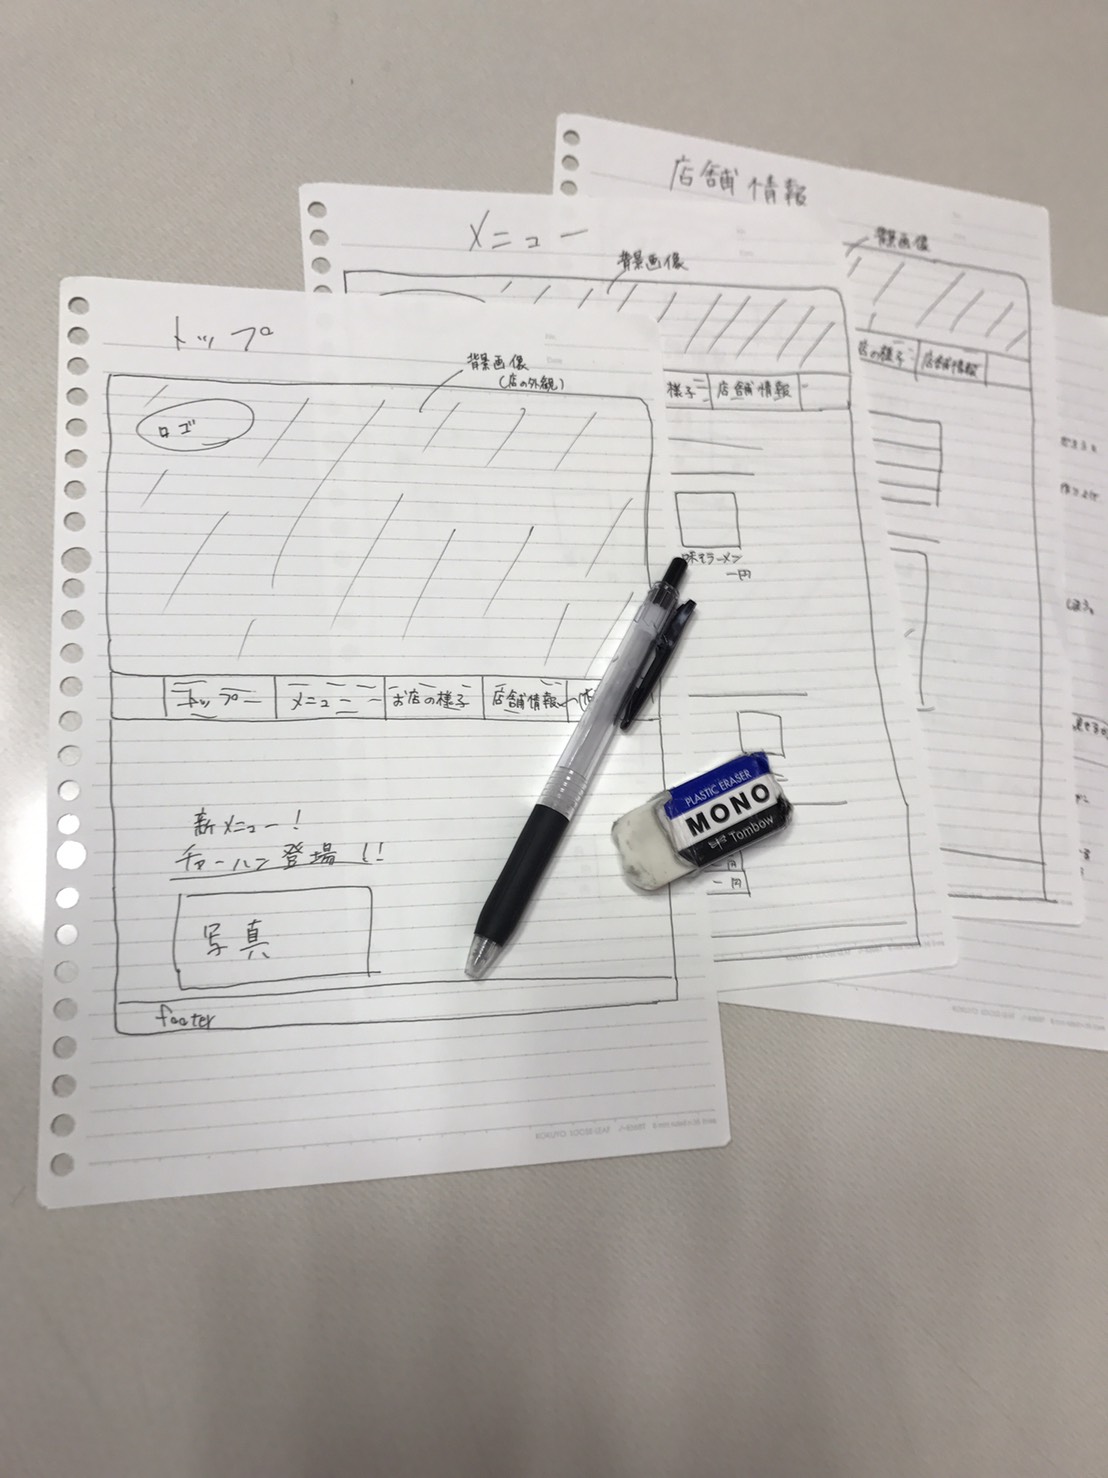 トップ
背景画像
(店の外観)
ロゴ
トップ
メニュー
お店の様子
店舗情報
新メニュー!
チャーハン登場!!
写真
footer
メニュー
背景画像
様子
店舗情報
味そラーメン
一円
円
一円
店舗情報
背景画像
店の様子
店舗情報
PLASTIC ERASER
MONO
Tombow